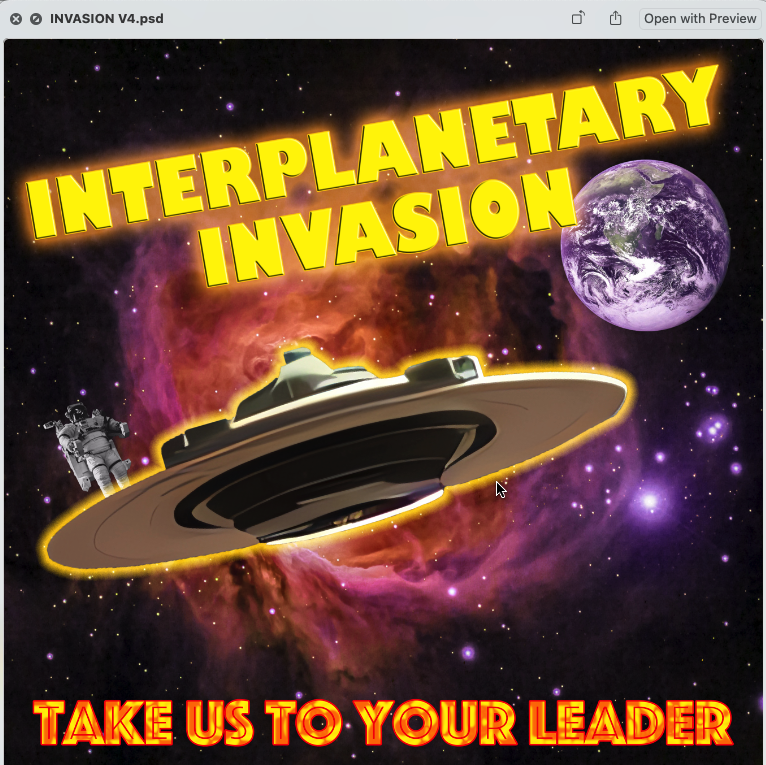 INVASION V4.psd
Open with Preview
INTERPLANETARY
INVASION
TAKE US TO YOUR LEADER